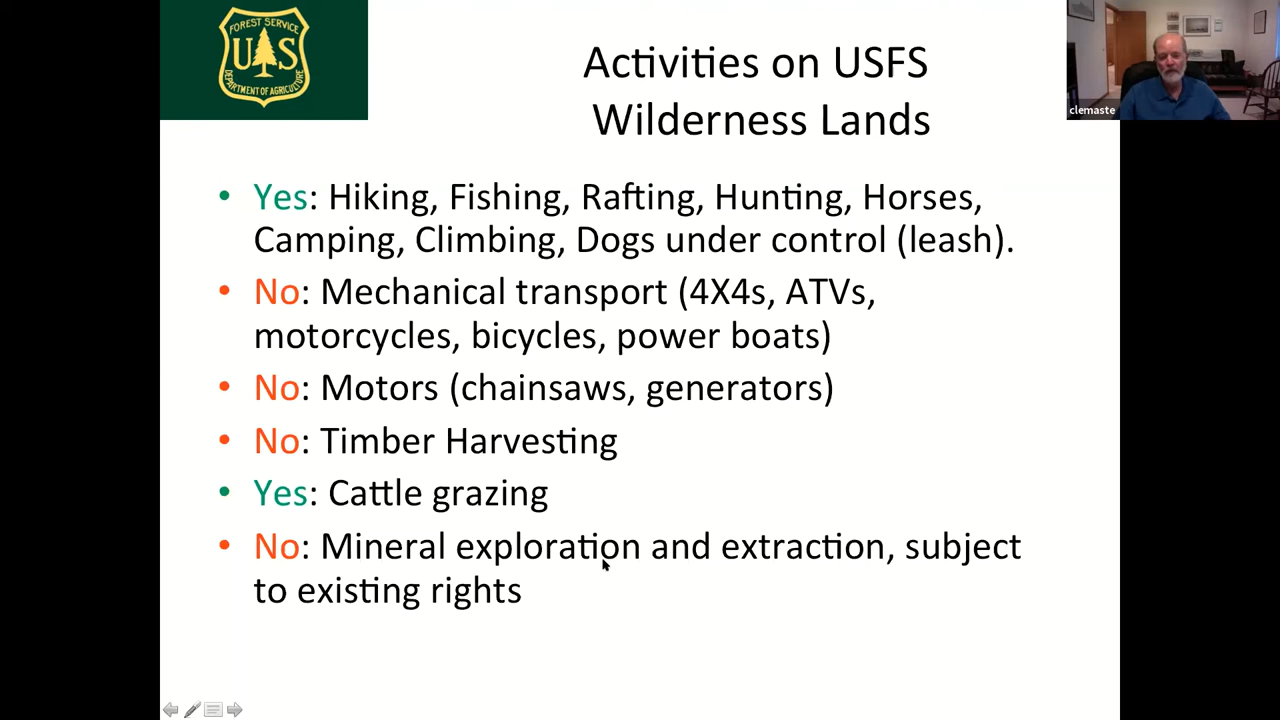 FOREST SERVICE
U S
DEPARTMENT OF AGRICULTURE
Activities on USFS
Wilderness Lands
clemaste
• Yes: Hiking, Fishing, Rafting, Hunting, Horses,
Camping, Climbing, Dogs under control (leash).
• No: Mechanical transport (4X4s, ATVs,
motorcycles, bicycles, power boats)
• No: Motors (chainsaws, generators)
• No: Timber Harvesting
• Yes: Cattle grazing
• No: Mineral exploration and extraction, subject
to existing rights